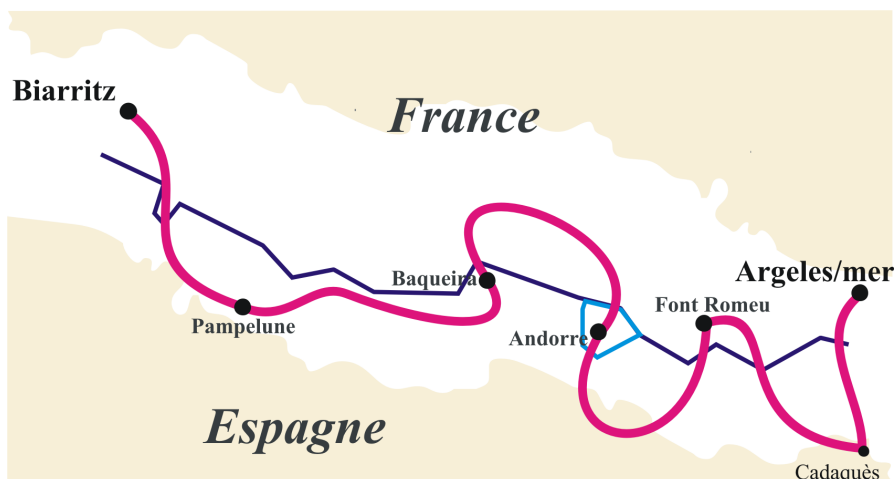 Biarritz
France
Argeles/mer
Baqueira
Font Romeu
Pampelune
Andorre
Espagne
Cadaquès